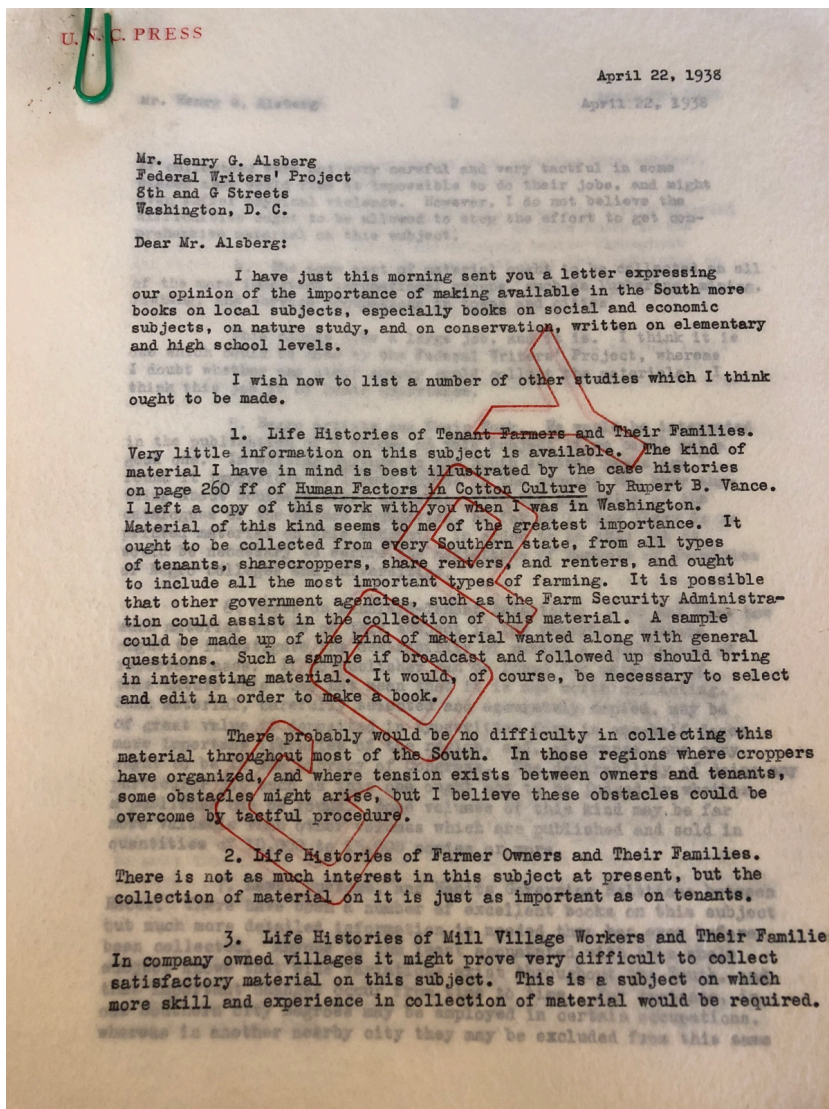 U. N. C. PRESS
April 22, 1938
Mr. Henry G. Alsberg
Federal Writers' Project
8th and G Streets
Washington, D. C.
Dear Mr. Alsberg:
I have just this morning sent you a letter expressing
our opinion of the importance of making available in the South more
books on local subjects, especially books on social and economic
subjects, on nature study, and on conservation, written on elementary
and high school levels.
I wish now to list a number of other studies which I think
ought to be made.
1. Life Histories of Tenant Farmers and Their Families.
Very little information on this subject is available. The kind of
material I have in mind is best illustrated by the case histories
on page 260 ff of Human Factors in Cotton Culture by Rupert B. Vance.
I left a copy of this work with you when I was in Washington.
Material of this kind seems to me of the greatest importance. It
ought to be collected from every Southern state, from all types
of tenants, sharecroppers, share renters, and renters, and ought
to include all the most important types of farming. It is possible
that other government agencies, such as the Farm Security Administra-
tion could assist in the collection of this material. A sample
could be made up of the kind of material wanted along with general
questions. Such a sample if broadcast and followed up should bring
in interesting material. It would, of course, be necessary to select
and edit in order to make a book.
There probably would be no difficulty in collecting this
material throughout most of the South. In those regions where croppers
have organized, and where tension exists between owners and tenants,
some obstacles might arise, but I believe these obstacles could be
overcome by tactful procedure.
2. Life Histories of Farmer Owners and Their Families.
There is not as much interest in this subject at present, but the
collection of material on it is just as important as on tenants.
3. Life Histories of Mill Village Workers and Their Familie
In company owned villages it might prove very difficult to collect
satisfactory material on this subject. This is a subject on which
more skill and experience in collection of material would be required.
COPY